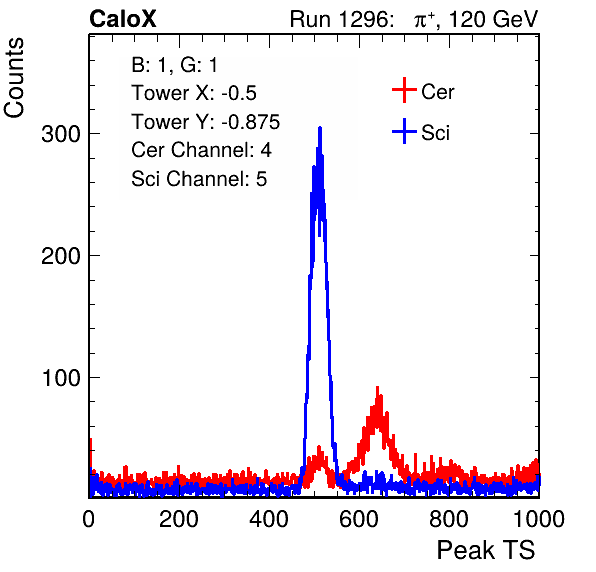 CaloX Run 1296: π⁺, 120 GeV
Counts
B: 1, G: 1
Tower X: -0.5
Tower Y: -0.875
Cer Channel: 4
Sci Channel: 5
Cer
Sci
300
200
100
0 200 400 600 800 1000
Peak TS